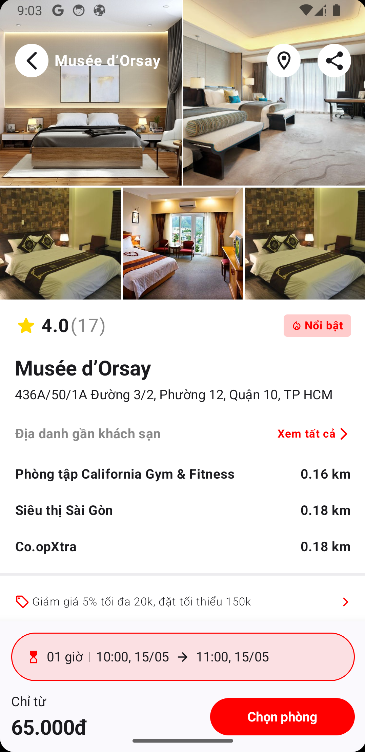 9:03
Musée d'Orsay
4.0(17)
Nổi bật
Musée d'Orsay
436A/50/1A Đường 3/2, Phường 12, Quận 10, TP HCM
Địa danh gần khách sạn
Xem tất cả
Phòng tập California Gym & Fitness 0.16 km
Siêu thị Sài Gòn 0.18 km
Co.opXtra 0.18 km
Giảm giá 5% tối đa 20k, đặt tối thiểu 150k
01 giờ | 10:00, 15/05 → 11:00, 15/05
Chỉ từ
65.000đ
Chọn phòng